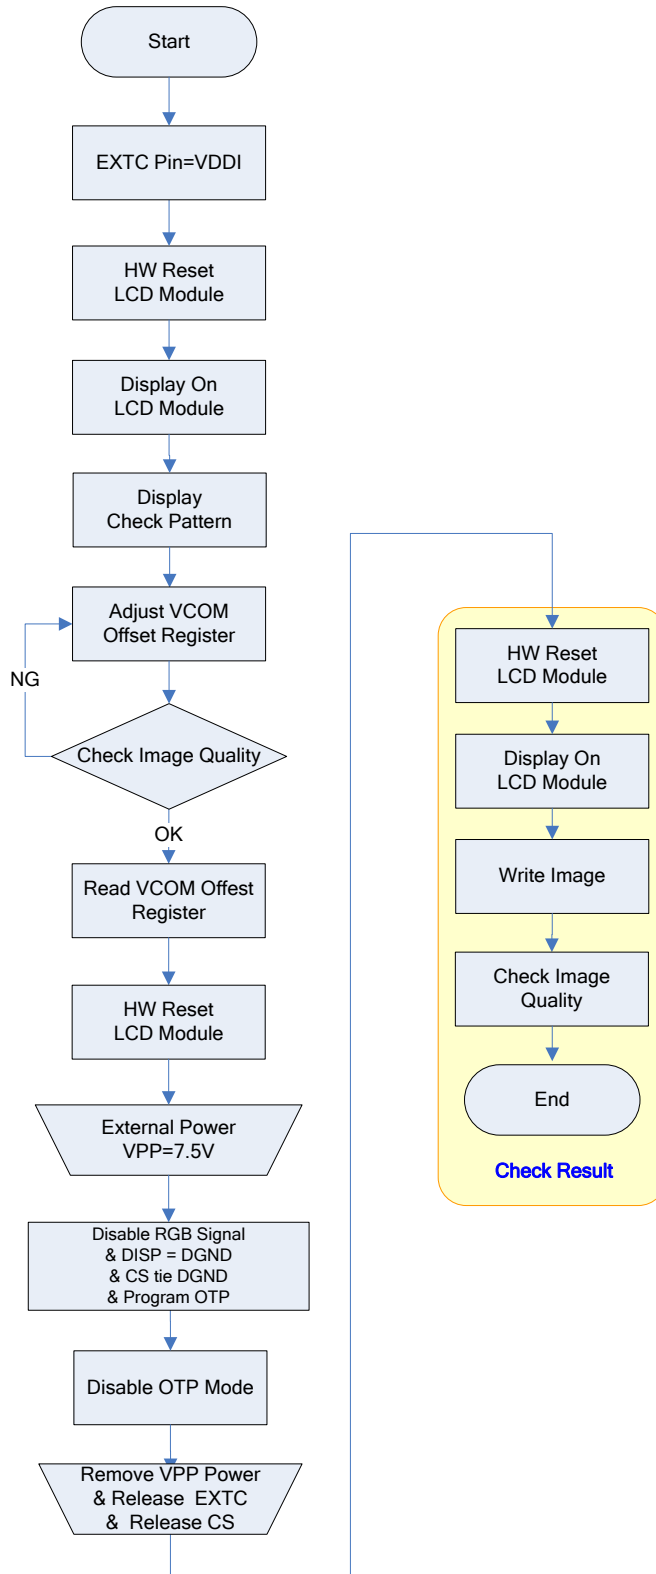 Start
EXTC Pin=VDDI
HW Reset
LCD Module
Display On
LCD Module
Display
Check Pattern
Adjust VCOM
Offset Register
NG
Check Image Quality
OK
Read VCOM Offest
Register
HW Reset
LCD Module
External Power
VPP=7.5V
Disable RGB Signal
& DISP = DGND
& CS tie DGND
& Program OTP
Disable OTP Mode
Remove VPP Power
& Release EXTC
& Release CS
HW Reset
LCD Module
Display On
LCD Module
Write Image
Check Image
Quality
End
Check Result